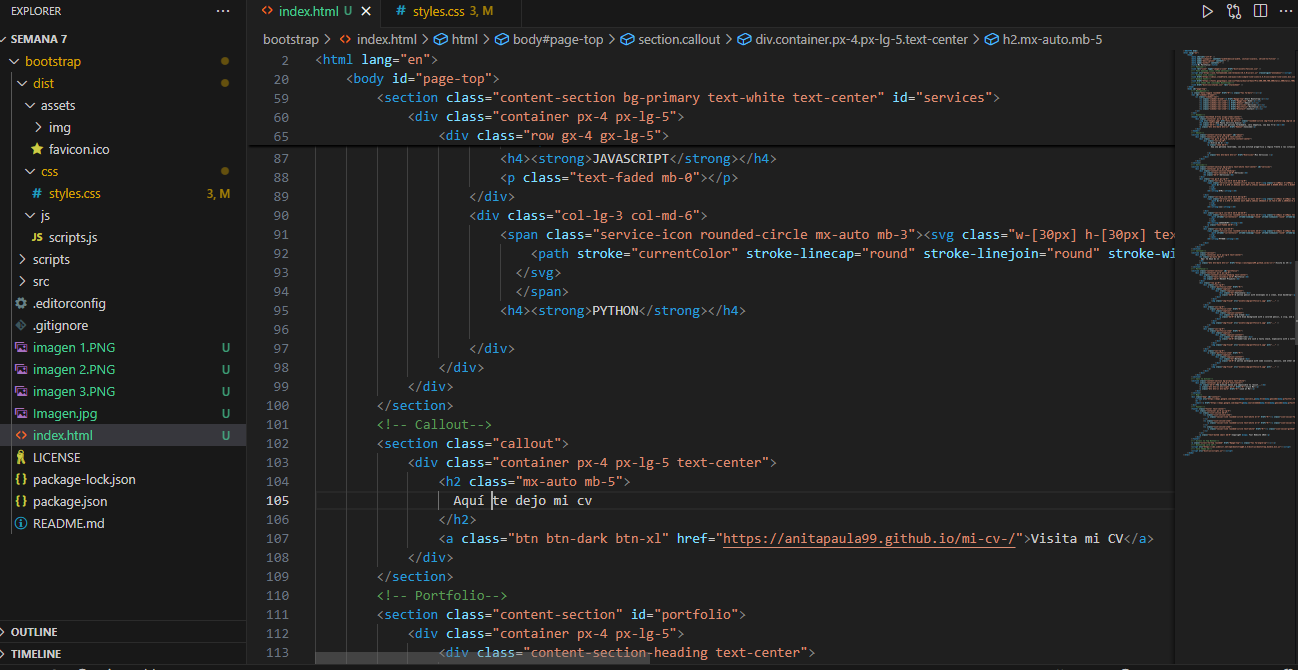 EXPLORER
SEMANA 7
bootstrap
dist
assets
img
favicon.ico
css
styles.css 3, M
js
JS scripts.js
scripts
src
.editorconfig
.gitignore
imagen 1.PNG U
imagen 2.PNG U
imagen 3.PNG U
Imagen.jpg U
index.html U
LICENSE
package-lock.json
package.json
README.md
OUTLINE
TIMELINE
index.html U
styles.css 3, M
bootstrap > index.html > html > body#page-top > section.callout > div.container.px-4.px-lg-5.text-center > h2.mx-auto.mb-5
2 <html lang="en">
20 <body id="page-top">
59 <section class="content-section bg-primary text-white text-center" id="services">
60 <div class="container px-4 px-lg-5">
65 <div class="row gx-4 gx-lg-5">
87 <h4><strong>JAVASCRIPT</strong></h4>
88 <p class="text-faded mb-0"></p>
89 </div>
90 <div class="col-lg-3 col-md-6">
91 <span class="service-icon rounded-circle mx-auto mb-3"><svg class="w-[30px] h-[30px] tex
92 <path stroke="currentColor" stroke-linecap="round" stroke-linejoin="round" stroke-wi
93 </svg>
94 </span>
95 <h4><strong>PYTHON</strong></h4>
96
97 </div>
98 </div>
99 </div>
100 </section>
101 <!-- Callout-->
102 <section class="callout">
103 <div class="container px-4 px-lg-5 text-center">
104 <h2 class="mx-auto mb-5">
105 Aquí te dejo mi cv
106 </h2>
107 <a class="btn btn-dark btn-xl" href="https://anitapaula99.github.io/mi-cv-/">Visita mi CV</a>
108 </div>
109 </section>
110 <!-- Portfolio-->
111 <section class="content-section" id="portfolio">
112 <div class="container px-4 px-lg-5">
113 <div class="content-section-heading text-center">